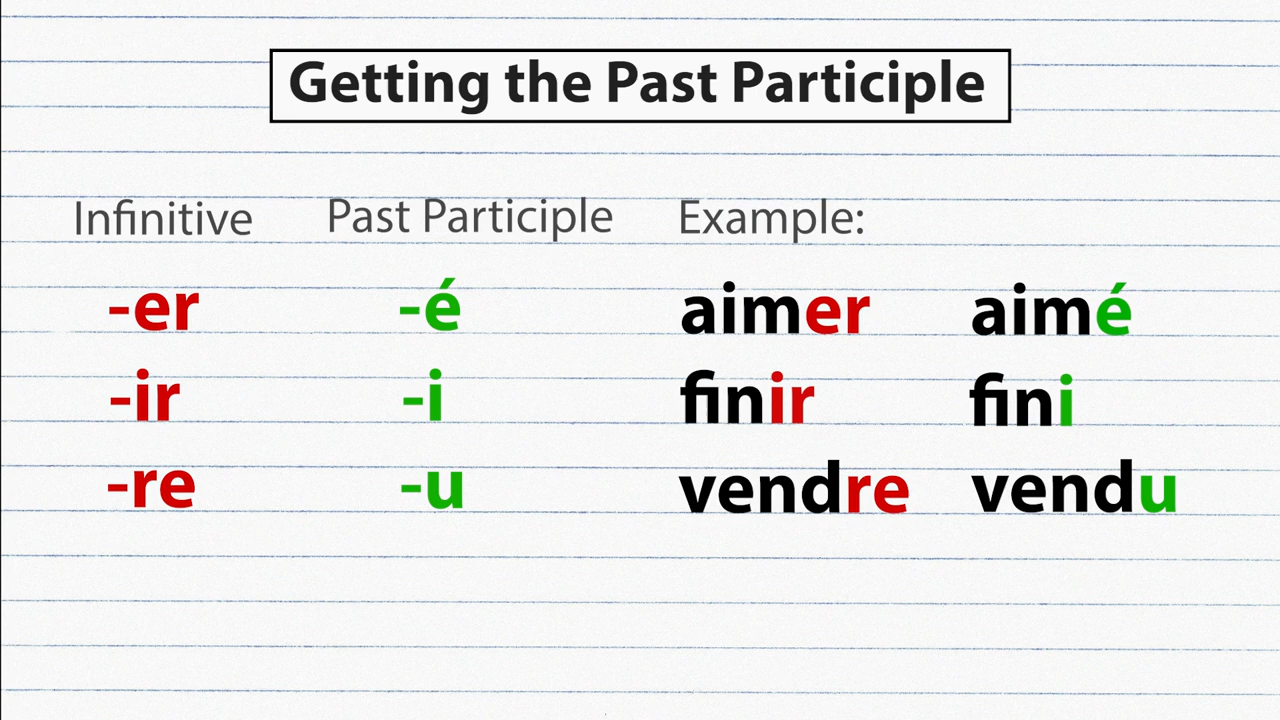 Getting the Past Participle
Infinitive Past Participle Example:
-er -é aimer aimé
-ir -i finir fini
-re -u vendre vendu